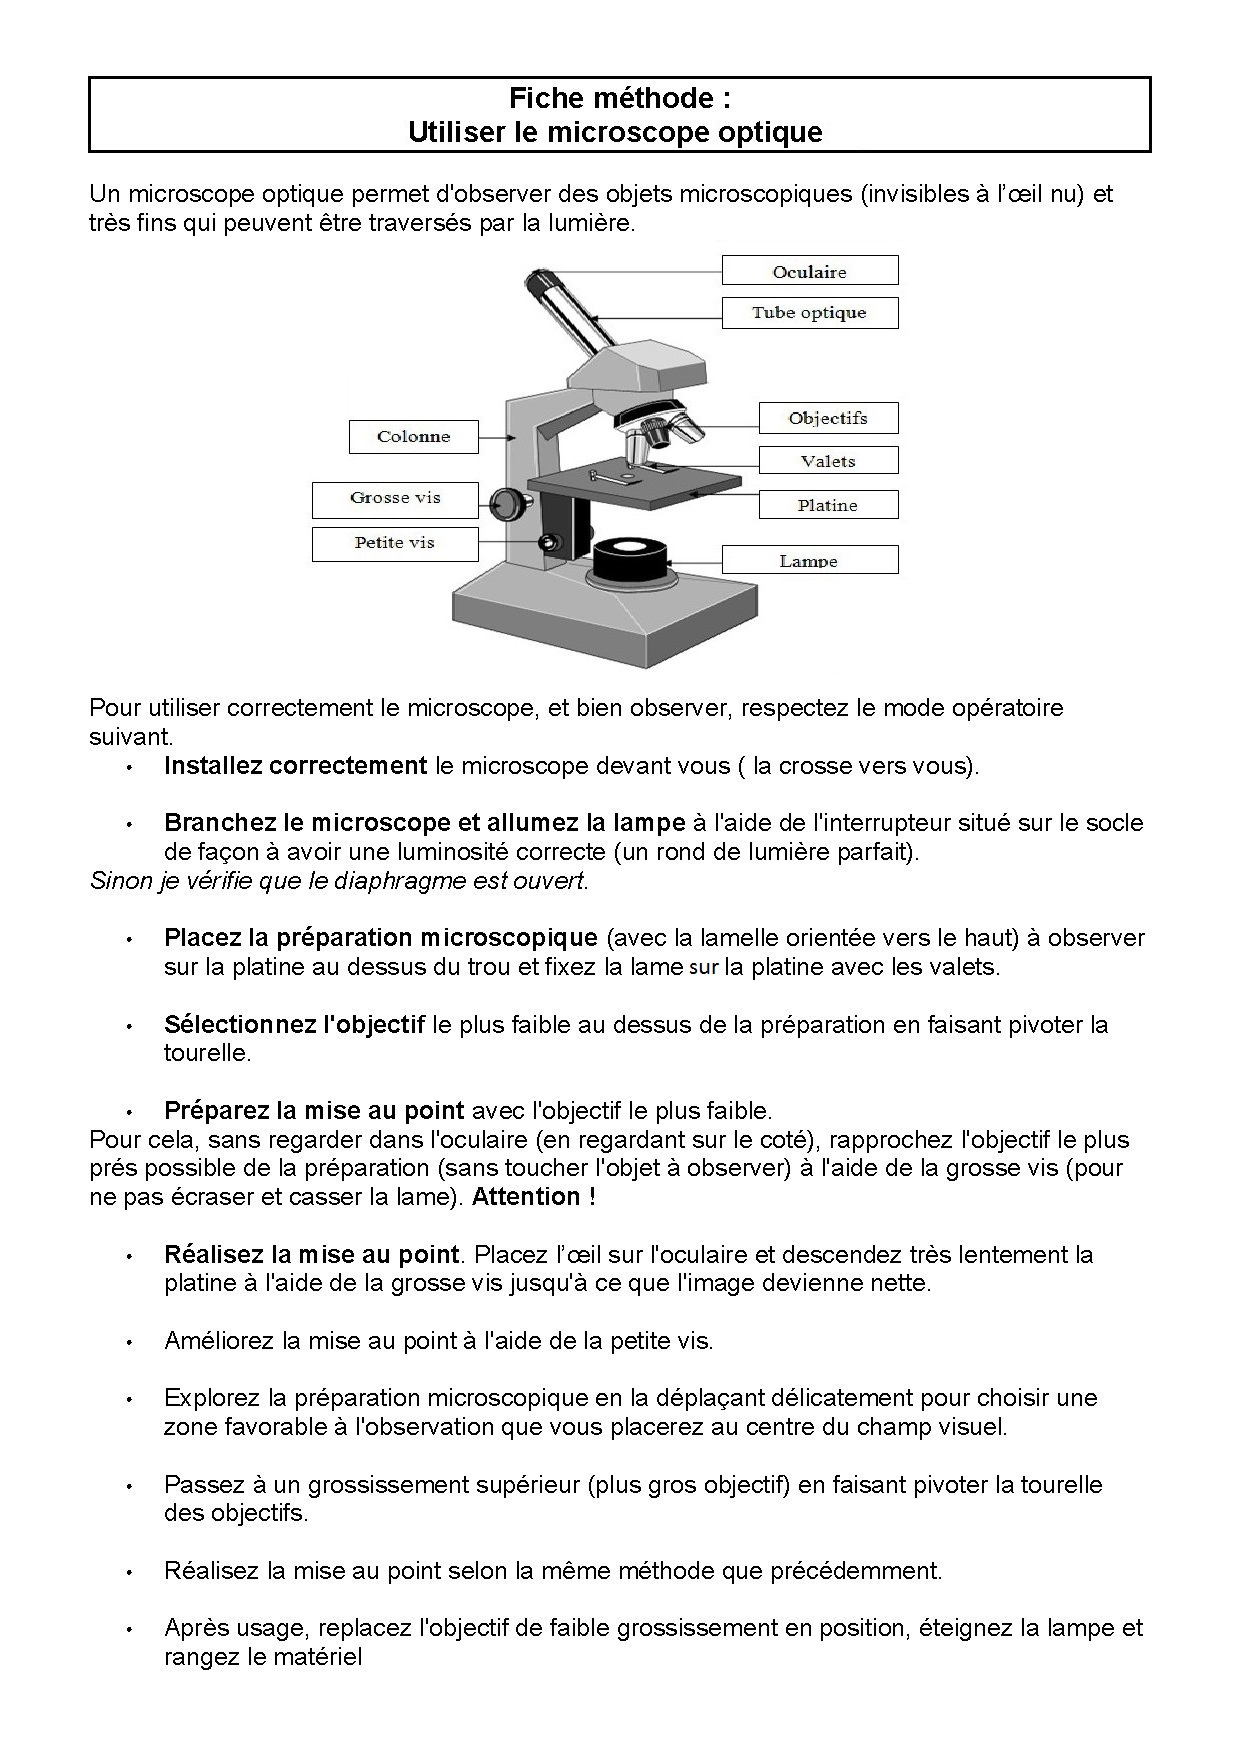 Fiche méthode :
Utiliser le microscope optique
Un microscope optique permet d'observer des objets microscopiques (invisibles à l’œil nu) et
très fins qui peuvent être traversés par la lumière.
Oculaire
Tube optique
Objectifs
Colonne
Valets
Grosse vis
Platine
Petite vis
Lampe
Pour utiliser correctement le microscope, et bien observer, respectez le mode opératoire
suivant.
• Installez correctement le microscope devant vous ( la crosse vers vous).
• Branchez le microscope et allumez la lampe à l'aide de l'interrupteur situé sur le socle
de façon à avoir une luminosité correcte (un rond de lumière parfait).
Sinon je vérifie que le diaphragme est ouvert.
• Placez la préparation microscopique (avec la lamelle orientée vers le haut) à observer
sur la platine au dessus du trou et fixez la lame sur la platine avec les valets.
• Sélectionnez l'objectif le plus faible au dessus de la préparation en faisant pivoter la
tourelle.
• Préparez la mise au point avec l'objectif le plus faible.
Pour cela, sans regarder dans l'oculaire (en regardant sur le coté), rapprochez l'objectif le plus
prés possible de la préparation (sans toucher l'objet à observer) à l'aide de la grosse vis (pour
ne pas écraser et casser la lame). Attention !
• Réalisez la mise au point. Placez l’œil sur l'oculaire et descendez très lentement la
platine à l'aide de la grosse vis jusqu'à ce que l'image devienne nette.
• Améliorez la mise au point à l'aide de la petite vis.
• Explorez la préparation microscopique en la déplaçant délicatement pour choisir une
zone favorable à l'observation que vous placerez au centre du champ visuel.
• Passez à un grossissement supérieur (plus gros objectif) en faisant pivoter la tourelle
des objectifs.
• Réalisez la mise au point selon la même méthode que précédemment.
• Après usage, replacez l'objectif de faible grossissement en position, éteignez la lampe et
rangez le matériel